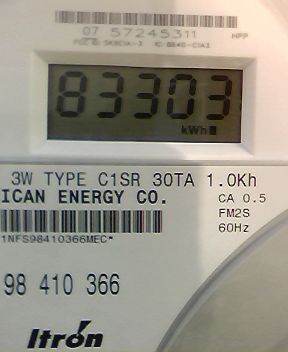 07 57245311 HPP
83303
kWh
3W TYPE C1SR 30TA 1.0Kh
ICAN ENERGY CO.
CA 0.5
FM2S
60Hz
1NFS98410366MEC*
98 410 366
Itron